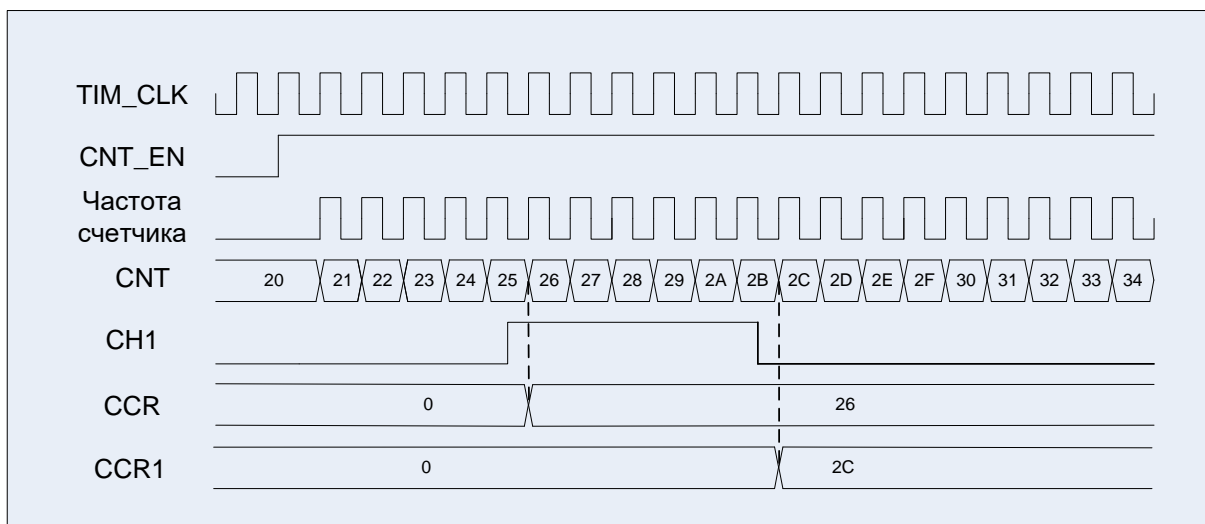 TIM_CLK
CNT_EN
Частота
счетчика
CNT 20 21 22 23 24 25 26 27 28 29 2A 2B 2C 2D 2E 2F 30 31 32 33 34
CH1
CCR 0 26
CCR1 0 2C